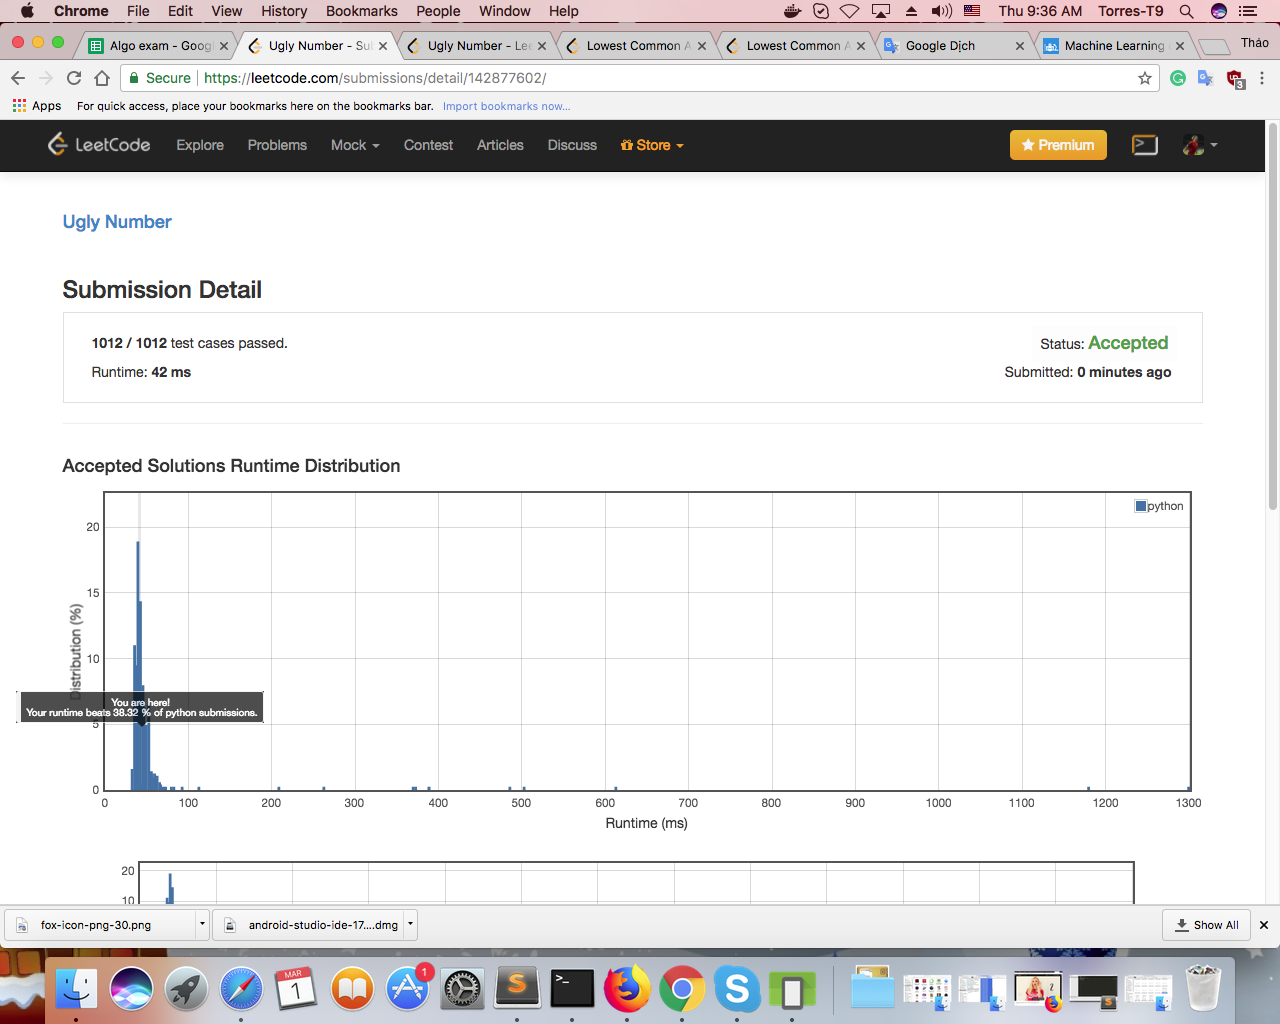 Chrome File Edit View History Bookmarks People Window Help Thu 9:36 AM Torres-T9
Algo exam - Goog
Ugly Number - Su
Ugly Number - Lee
Lowest Common A
Lowest Common A
Google Dịch
Machine Learning
Thảo
Secure https://leetcode.com/submissions/detail/142877602/
3
Apps For quick access, place your bookmarks here on the bookmarks bar. Import bookmarks now...
LeetCode Explore Problems Mock Contest Articles Discuss Store Premium
Ugly Number
Submission Detail
1012 / 1012 test cases passed.
Status: Accepted
Runtime: 42 ms
Submitted: 0 minutes ago
Accepted Solutions Runtime Distribution
python
20
15
10
5
0
Distribution (%)
You are here!
Your runtime beats 38.32 % of python submissions.
0 100 200 300 400 500 600 700 800 900 1000 1100 1200 1300
Runtime (ms)
20
10
fox-icon-png-30.png
android-studio-ide-17....dmg
Show All
MAR
1
1